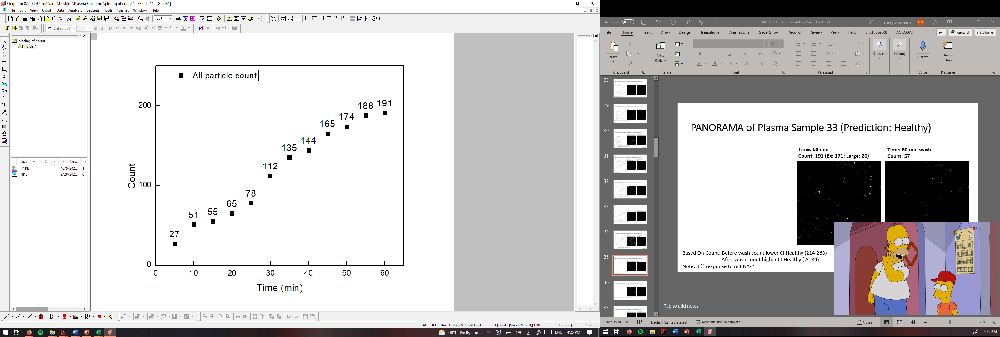 OriginPro 8.5 - C:\Users\Nareg\Desktop\Plasma Exosomes\ploting of count * - /Folder1/ - [Graph1]
File Edit View Graph Data Analysis Gadgets Tools Format Window Help
100%
Default: A 0 B I U
ploting of count
Folder1
Size C. Cre...
11KB 10/9/202... 1
8KB 2/28/202... 0
1
All particle count
Count
200
100
0
27
51
55
65
78
112
135
144
165
174
188
191
0 10 20 30 40 50 60
Time (min)
AU : ON Dark Colors & Light Grids 1:[Book1]Sheet1!Col(B)[1:30] 1:[Graph1]1!1 Radian
90°F Partly sun... ENG 4:25 PM
AutoSave Off 04-20-2022 lung blind tes • Saved to this PC nareg ohannesian NO
File Home Insert Draw Design Transitions Animations Slide Show Record Review View Help EndNote X8 ACROBAT Record Share
Paste
New
Slide
18
B I U S ab AV
Aa A A
Drawing
Editing
Dictate
Design
Ideas
Clipboard Slides Font Paragraph Voice Designer
28
29
30
31
32
33
34
35
36
37
PANORAMA of Plasma Sample 33 (Prediction: Healthy)
Time: 60 min
Count: 191 (Ex: 171; Large: 20)
Time: 60 min wash
Count: 57
Based On Count: Before wash count lower CI Healthy (214-263)
After wash count higher CI Healthy (24-34)
Note: 0 % response to miRNA-21
Tap to add notes
Slide 35 of 110 English (United States) Accessibility: Investigate Notes 75%
4:25 PM